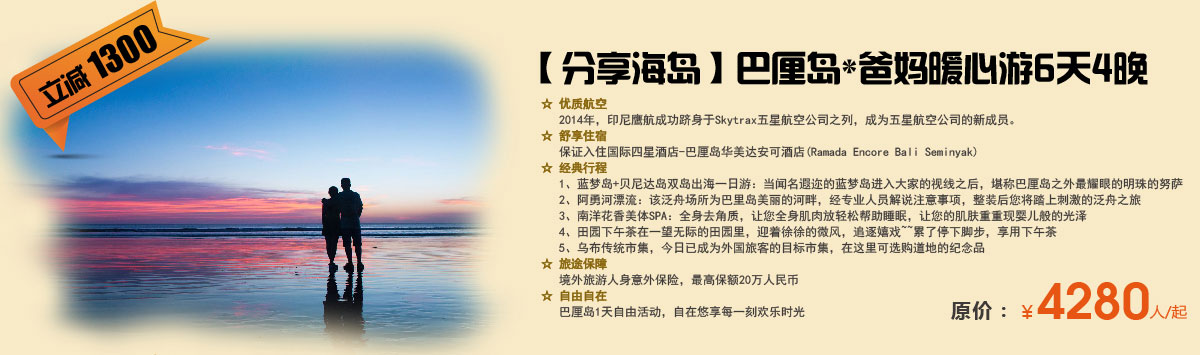 立减 1300
【分享海岛】巴厘岛*爸妈暖心游6天4晚
☆ 优质航空
2014年，印尼鹰航成功跻身于Skytrax五星航空公司之列，成为五星航空公司的新成员。
☆ 舒享住宿
保证入住国际四星酒店-巴厘岛华美达安可酒店(Ramada Encore Bali Seminyak)
☆ 经典行程
1、蓝梦岛+贝尼达岛双岛出海一日游：当闻名遐迩的蓝梦岛进入大家的视线之后，堪称巴厘岛之外最耀眼的明珠的努萨
2、阿勇河漂流：该泛舟场所为巴里岛美丽的河畔，经专业人员解说注意事项，整装后您将踏上刺激的泛舟之旅
3、南洋花香美体SPA：全身去角质，让您全身肌肉放轻松帮助睡眠，让您的肌肤重重现婴儿般的光泽
4、田园下午茶在一望无际的田园里，迎着徐徐的微风，追逐嬉戏~~累了停下脚步，享用下午茶
5、乌布传统市集，今日已成为外国旅客的目标市集，在这里可选购道地的纪念品
☆ 旅途保障
境外旅游人身意外保险，最高保额20万人民币
☆ 自由自在
巴厘岛1天自由活动，自在悠享每一刻欢乐时光
原价：￥4280人/起